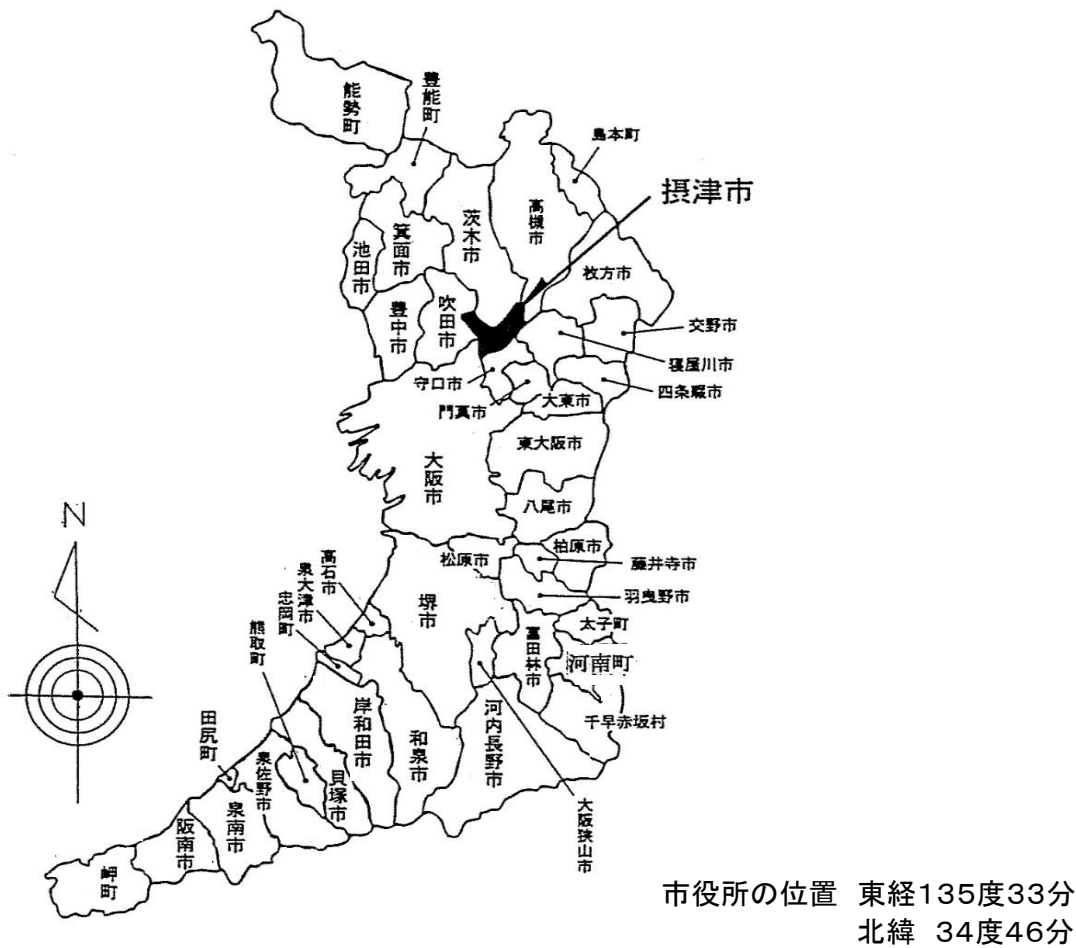 能勢町
豊能町
島本町
摂津市
高槻市
茨木市
箕面市
池田市
枚方市
吹田市
豊中市
交野市
寝屋川市
守口市
四条畷市
門真市
大東市
東大阪市
大阪市
八尾市
N
柏原市
松原市
藤井寺市
高石市
泉大津市
忠岡町
熊取町
羽曳野市
堺市
太子町
富田林市
河南町
千早赤坂村
岸和田市
和泉市
河内長野市
田尻町
泉佐野市
貝塚市
大阪狭山市
泉南市
阪南市
岬町
市役所の位置 東経135度33分
北緯 34度46分